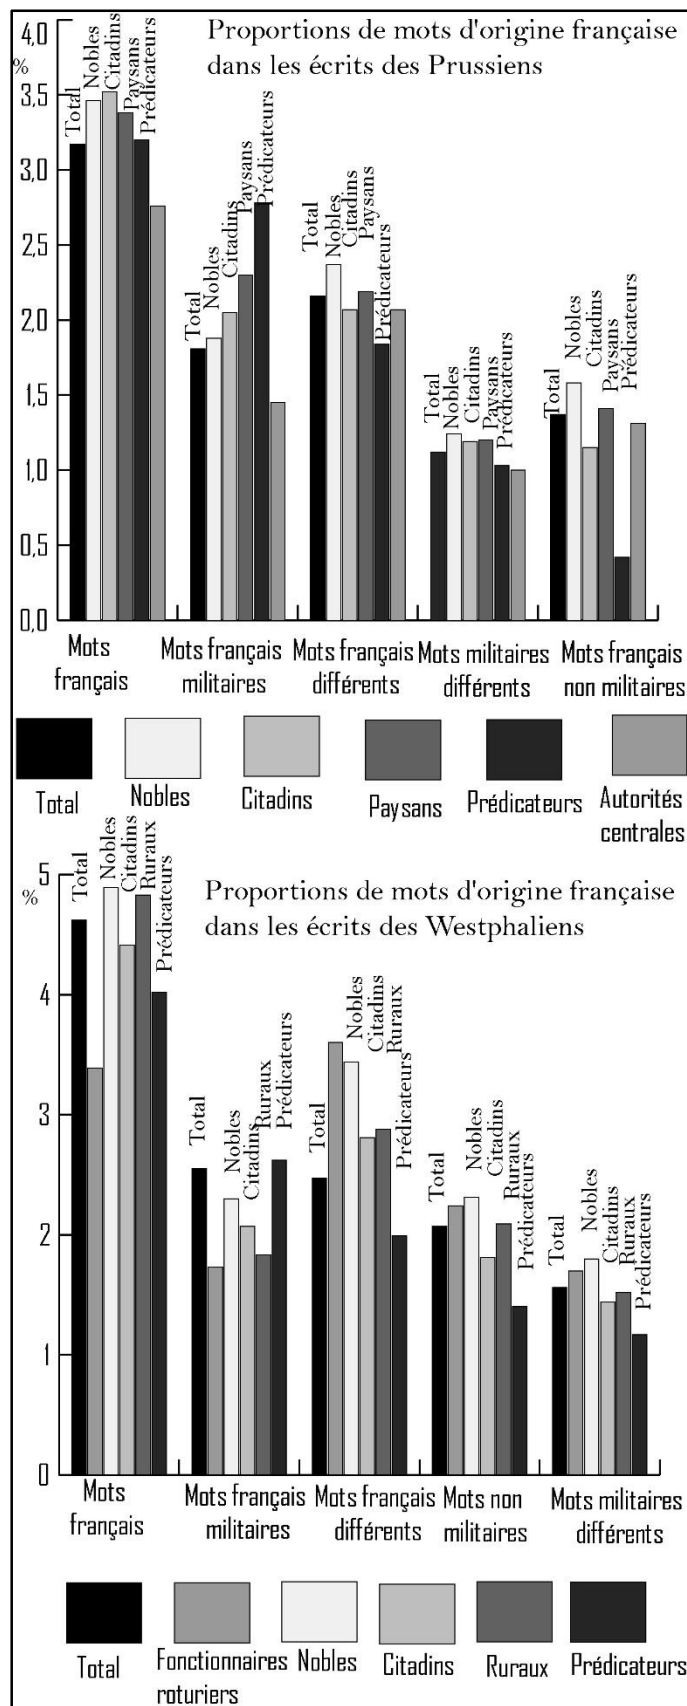 Proportions de mots d'origine française
dans les écrits des Prussiens
%
4,0
3,5
3,0
2,5
2,0
1,5
1,0
0,5
0,0
Total
Nobles
Citadins
Paysans
Prédicateurs
Total
Nobles
Citadins
Paysans
Prédicateurs
Total
Nobles
Citadins
Paysans
Prédicateurs
Total
Nobles
Citadins
Paysans
Prédicateurs
Total
Nobles
Citadins
Paysans
Prédicateurs
Mots
français
Mots français
militaires
Mots français
différents
Mots militaires
différents
Mots français
non militaires
Total
Nobles
Citadins
Paysans
Prédicateurs
Autorités
centrales
Proportions de mots d'origine française
dans les écrits des Westphaliens
%
5
4
3
2
1
0
Total
Nobles
Citadins
Ruraux
Prédicateurs
Total
Nobles
Citadins
Ruraux
Prédicateurs
Total
Nobles
Citadins
Ruraux
Prédicateurs
Total
Nobles
Citadins
Ruraux
Prédicateurs
Total
Nobles
Citadins
Ruraux
Prédicateurs
Mots
français
Mots français
militaires
Mots français
différents
Mots non
militaires
Mots militaires
différents
Total
Fonctionnaires
roturiers
Nobles
Citadins
Ruraux
Prédicateurs